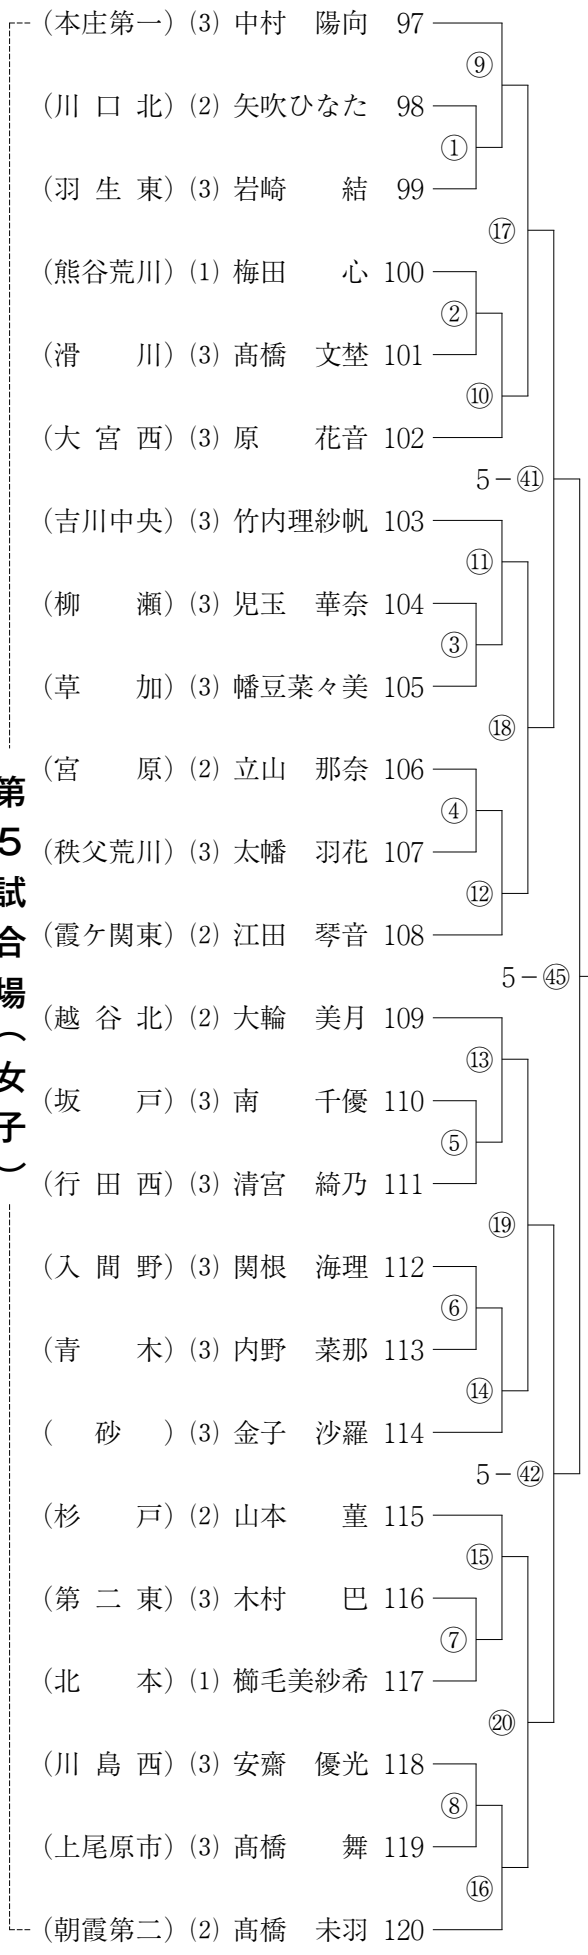 第5試合場（女子）
（本庄第一）(3) 中村　陽向 97
⑨
（川口北）(2) 矢吹ひなた 98
①
（羽生東）(3) 岩崎　結 99
⑰
（熊谷荒川）(1) 梅田　心 100
②
（滑川）(3) 髙橋　文埜 101
⑩
（大宮西）(3) 原　花音 102
5－㊶
（吉川中央）(3) 竹内理紗帆 103
⑪
（柳瀬）(3) 児玉　華奈 104
③
（草加）(3) 幡豆菜々美 105
⑱
（宮原）(2) 立山　那奈 106
④
（秩父荒川）(3) 太幡　羽花 107
⑫
（霞ケ関東）(2) 江田　琴音 108
5－㊺
（越谷北）(2) 大輪　美月 109
⑬
（坂戸）(3) 南　千優 110
⑤
（行田西）(3) 清宮　綺乃 111
⑲
（入間野）(3) 関根　海理 112
⑥
（青木）(3) 内野　菜那 113
⑭
（砂）(3) 金子　沙羅 114
5－㊷
（杉戸）(2) 山本　菫 115
⑮
（第二東）(3) 木村　巴 116
⑦
（北本）(1) 櫛毛美紗希 117
⑳
（川島西）(3) 安齋　優光 118
⑧
（上尾原市）(3) 髙橋　舞 119
⑯
（朝霞第二）(2) 髙橋　未羽 120